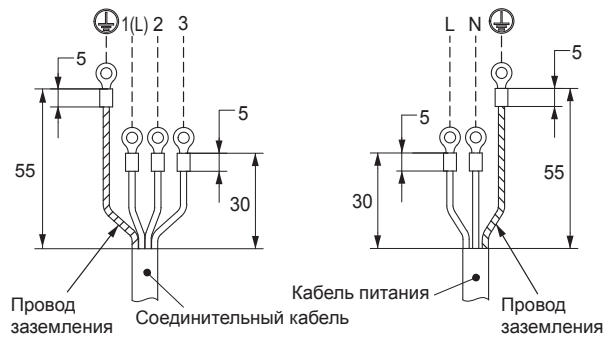 1(L) 2 3
L N
5
5
5
5
55
30
30
55
Провод
заземления
Соединительный кабель
Кабель питания
Провод
заземления